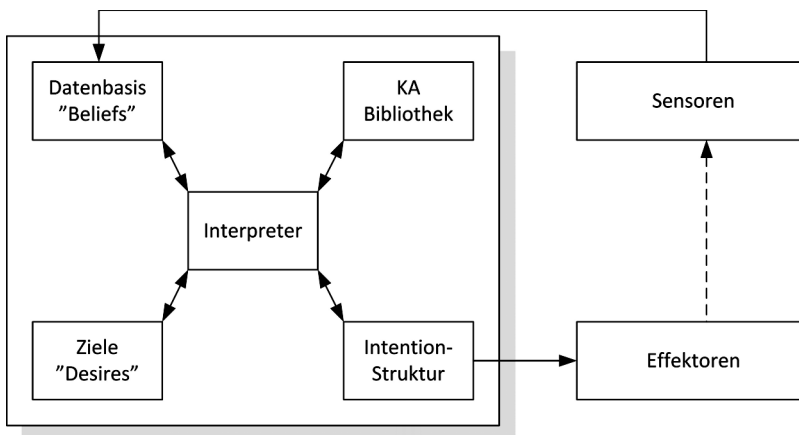 Datenbasis
”Beliefs”
KA
Bibliothek
Sensoren
Interpreter
Ziele
”Desires”
Intention-
Struktur
Effektoren